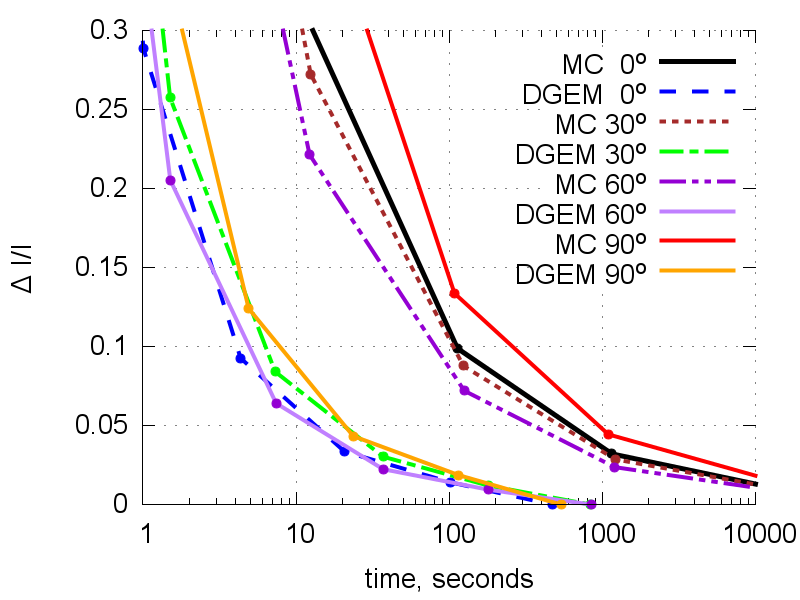 0.3
0.25
0.2
0.15
0.1
0.05
0
1 10 100 1000 10000
Δ I/I
time, seconds
MC 0º
DGEM 0º
MC 30º
DGEM 30º
MC 60º
DGEM 60º
MC 90º
DGEM 90º